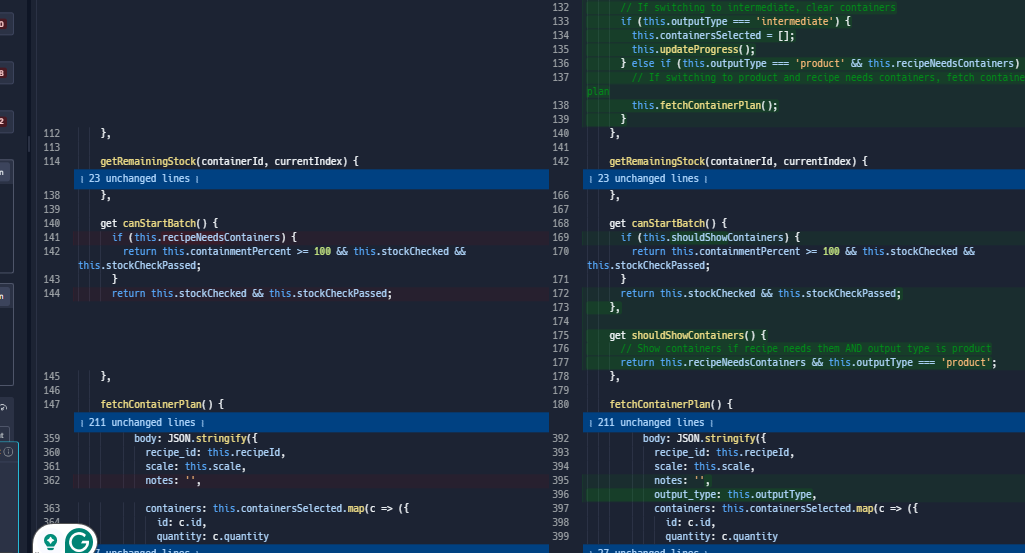 0
8
2
n
n
t
112 },
113
114 getRemainingStock(containerId, currentIndex) {
23 unchanged lines
138 },
139
140 get canStartBatch() {
141 if (this.recipeNeedsContainers) {
142 return this.containmentPercent >= 100 && this.stockChecked &&
this.stockCheckPassed;
143 }
144 return this.stockChecked && this.stockCheckPassed;
145 },
146
147 fetchContainerPlan() {
211 unchanged lines
359 body: JSON.stringify({
360 recipe_id: this.recipeId,
361 scale: this.scale,
362 notes: '',
363 containers: this.containersSelected.map(c => ({
364 id: c.id,
quantity: c.quantity
unchanged lines
132 // If switching to intermediate, clear containers
133 if (this.outputType === 'intermediate') {
134 this.containersSelected = [];
135 this.updateProgress();
136 } else if (this.outputType === 'product' && this.recipeNeedsContainers)
137 // If switching to product and recipe needs containers, fetch containe
plan
138 this.fetchContainerPlan();
139 }
140 },
141
142 getRemainingStock(containerId, currentIndex) {
23 unchanged lines
166 },
167
168 get canStartBatch() {
169 if (this.shouldShowContainers) {
170 return this.containmentPercent >= 100 && this.stockChecked &&
this.stockCheckPassed;
171 }
172 return this.stockChecked && this.stockCheckPassed;
173 },
174
175 get shouldShowContainers() {
176 // Show containers if recipe needs them AND output type is product
177 return this.recipeNeedsContainers && this.outputType === 'product';
178 },
179
180 fetchContainerPlan() {
211 unchanged lines
392 body: JSON.stringify({
393 recipe_id: this.recipeId,
394 scale: this.scale,
395 notes: '',
396 output_type: this.outputType,
397 containers: this.containersSelected.map(c => ({
398 id: c.id,
399 quantity: c.quantity
27 unchanged lines